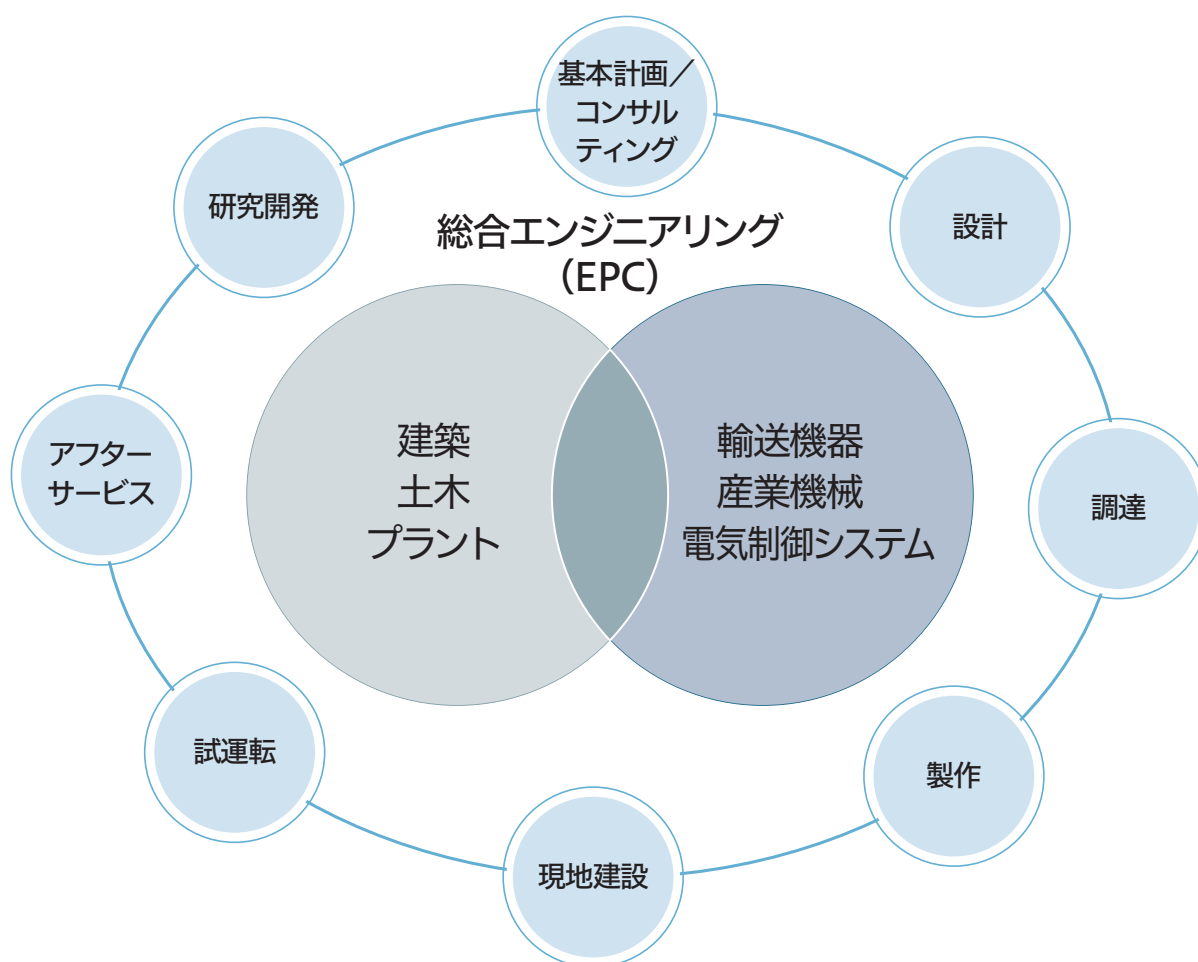 基本計画／
コンサル
ティング
研究開発
設計
総合エンジニアリング
（EPC）
アフター
サービス
建築
土木
プラント
輸送機器
産業機械
電気制御システム
調達
試運転
製作
現地建設